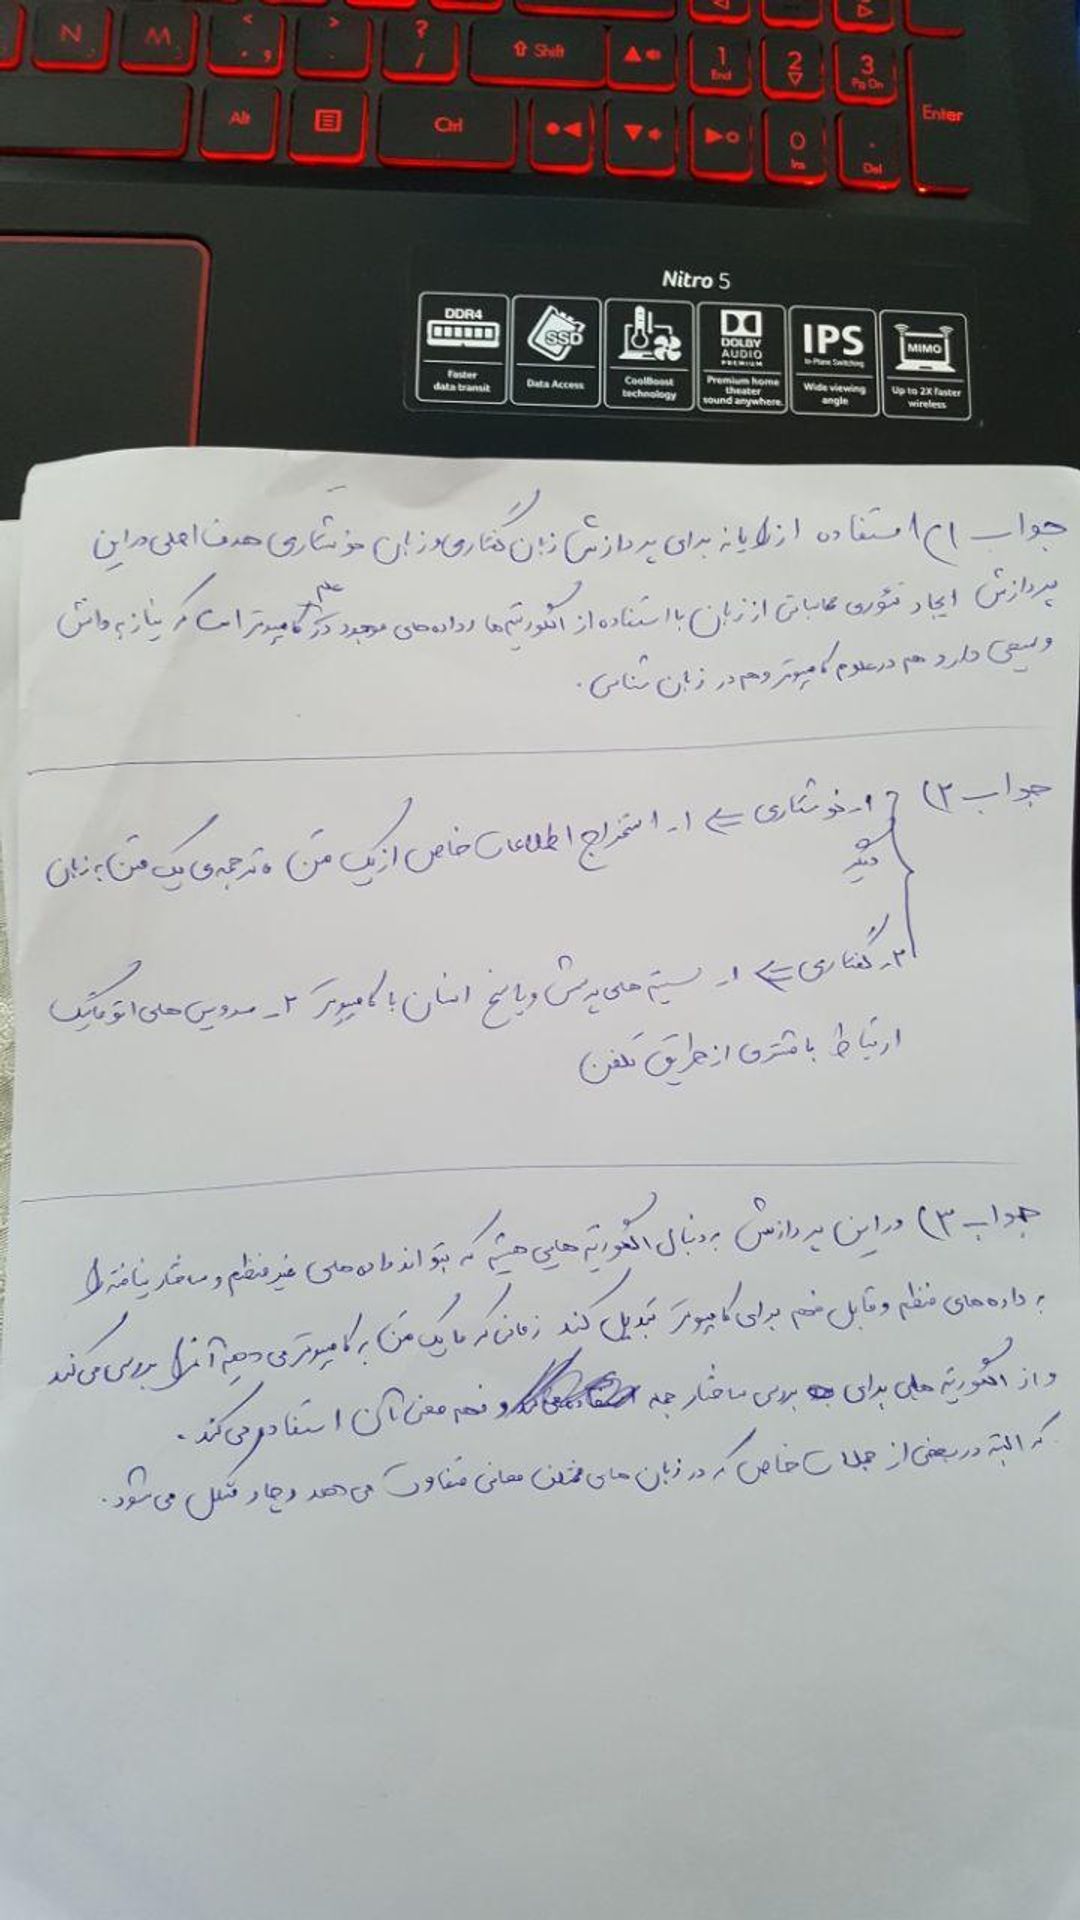 N M < , و > . ? / ⇧ Shift ▲ 1 End 2 ▽ 3 Pg Dn Enter
Alt Ctrl ◀ ▼ ▶ 0 Ins . Del
Nitro 5
DDR4 SSD DOLBY AUDIO PREMIUM IPS In-Plane Switching MIMO
Faster data transit
Data Access
CoolBoost technology
Premium home theater sound anywhere.
Wide viewing angle
Up to 2X faster wireless
جواب ۱) استفاده از رایانه برای پردازش زبان گفتاری و زبان نوشتاری هدف اصلی در این
پردازش ایجاد تئوری محاسباتی از زبان با استفاده از الگوریتم‌ها و داده‌های موجود در علم کامپیوتر است که نیاز به دانش
وسیعی دارد هم در علوم کامپیوتر و هم در زبان شناسی.
جواب ۲) ۱- نوشتاری ⇐ ۱- استخراج اطلاعات خاص از یک متن ه ترجمه‌ی یک متن به زبان
دیگر
۲- گفتاری ⇐ ۱- سیستم های پرسش و پاسخ انسان با کامپیوتر ۲- سرویس های اتوماتیک
ارتباط با مشتری از طریق تلفن
جواب ۳) در این پردازش به دنبال الگوریتم هایی هستیم که بتواند داده‌های غیر منظم و ساختار نیافته را
به داده های منظم و قابل فهم برای کامپیوتر تبدیل کند زمانی که ما یک متن به کامپیوتر می دهیم آنرا بررسی می کند
و از الگوریتم هایی برای بررسی ساختار جمله و فهم معنی آن استفاده می کند.
که البته در بعضی از جملات خاص که در زبان های مختلف معانی متفاوت می دهد دچار مشکل می شود.